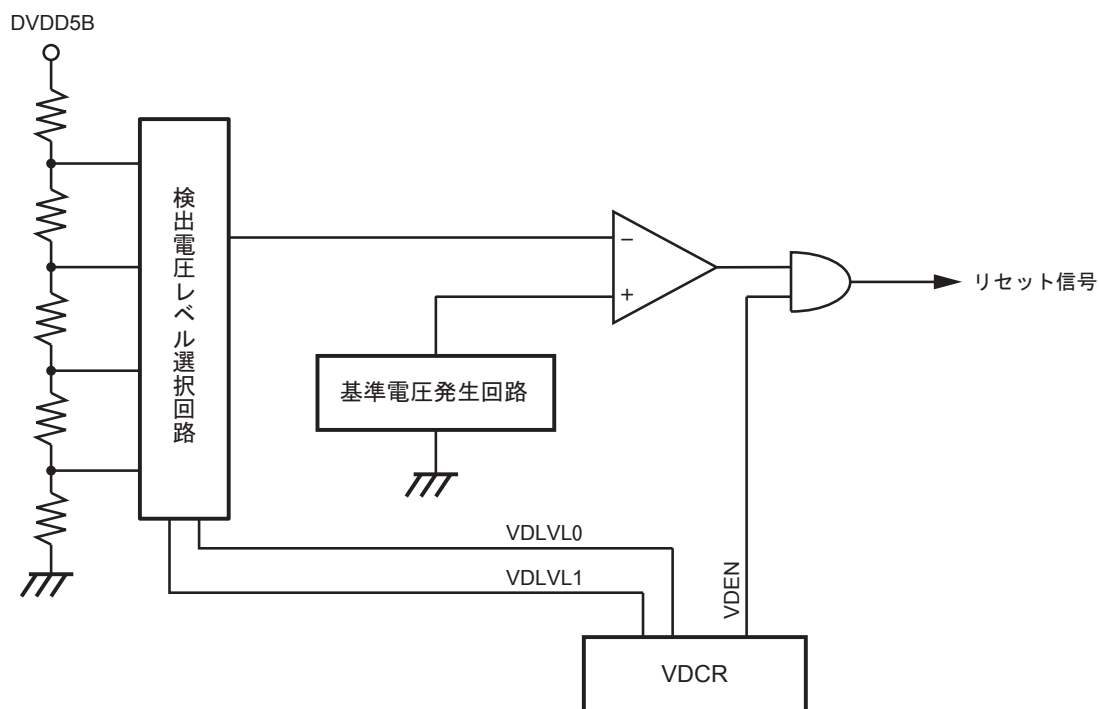 DVDD5B
検出電圧レベル選択回路
−
+
リセット信号
基準電圧発生回路
VDLVL0
VDLVL1
VDEN
VDCR